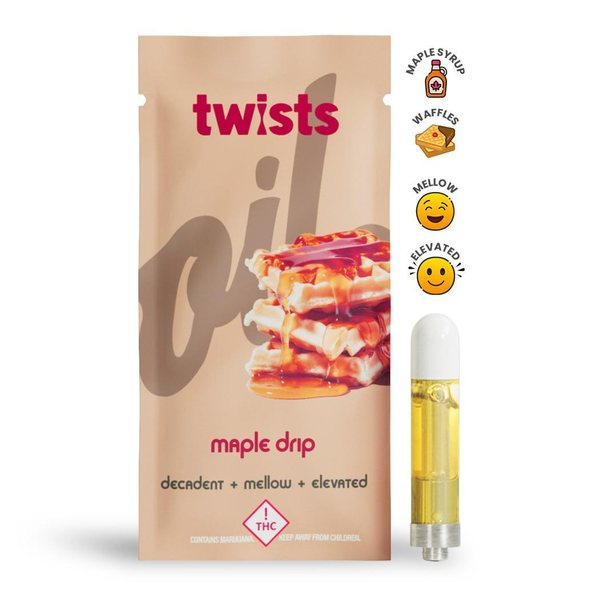 twists
oil
maple drip
decadent + mellow + elevated
!
THC
CONTAINS MARIJUANA. KEEP AWAY FROM CHILDREN.
MAPLE SYRUP
WAFFLES
MELLOW
ELEVATED